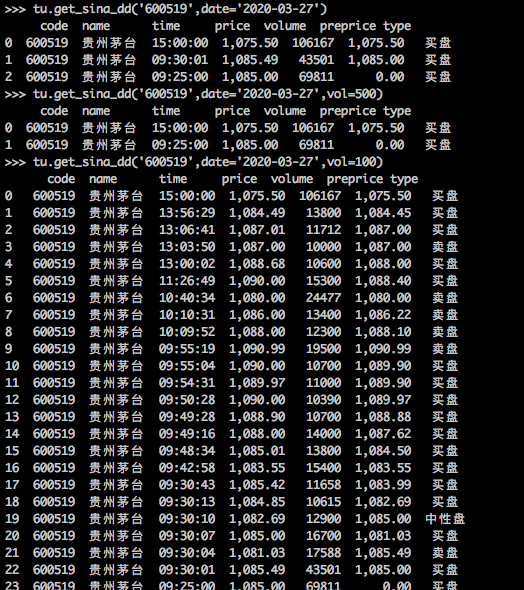 >>> tu.get_sina_dd('600519',date='2020-03-27')
code name time price volume preprice type
0 600519 贵州茅台 15:00:00 1,075.50 106167 1,075.50 买盘
1 600519 贵州茅台 09:30:01 1,085.49 43501 1,085.00 买盘
2 600519 贵州茅台 09:25:00 1,085.00 69811 0.00 买盘
>>> tu.get_sina_dd('600519',date='2020-03-27',vol=500)
code name time price volume preprice type
0 600519 贵州茅台 15:00:00 1,075.50 106167 1,075.50 买盘
1 600519 贵州茅台 09:25:00 1,085.00 69811 0.00 买盘
>>> tu.get_sina_dd('600519',date='2020-03-27',vol=100)
code name time price volume preprice type
0 600519 贵州茅台 15:00:00 1,075.50 106167 1,075.50 买盘
1 600519 贵州茅台 13:56:29 1,084.49 13800 1,084.45 买盘
2 600519 贵州茅台 13:06:41 1,087.01 11712 1,087.00 买盘
3 600519 贵州茅台 13:03:50 1,087.00 10000 1,087.00 卖盘
4 600519 贵州茅台 13:00:02 1,088.68 10600 1,088.00 买盘
5 600519 贵州茅台 11:26:49 1,090.00 15300 1,088.40 买盘
6 600519 贵州茅台 10:40:34 1,080.00 24477 1,080.00 卖盘
7 600519 贵州茅台 10:10:31 1,086.00 13400 1,086.22 卖盘
8 600519 贵州茅台 10:09:52 1,088.00 12300 1,088.10 卖盘
9 600519 贵州茅台 09:55:19 1,090.99 19500 1,090.99 买盘
10 600519 贵州茅台 09:55:04 1,090.00 10700 1,089.90 买盘
11 600519 贵州茅台 09:54:31 1,089.97 11000 1,089.90 买盘
12 600519 贵州茅台 09:50:28 1,090.00 10390 1,089.97 买盘
13 600519 贵州茅台 09:49:28 1,088.90 10700 1,088.88 买盘
14 600519 贵州茅台 09:49:16 1,088.00 14000 1,087.62 买盘
15 600519 贵州茅台 09:48:34 1,085.01 13800 1,084.50 买盘
16 600519 贵州茅台 09:42:58 1,083.55 15400 1,083.55 买盘
17 600519 贵州茅台 09:30:43 1,085.42 11658 1,083.99 买盘
18 600519 贵州茅台 09:30:13 1,084.85 10615 1,082.69 买盘
19 600519 贵州茅台 09:30:10 1,082.69 12900 1,085.00 中性盘
20 600519 贵州茅台 09:30:07 1,085.00 16700 1,081.03 买盘
21 600519 贵州茅台 09:30:04 1,081.03 17588 1,085.49 卖盘
22 600519 贵州茅台 09:30:01 1,085.49 43501 1,085.00 买盘
23 600519 贵州茅台 09:25:00 1,085.00 69811 0.00 买盘